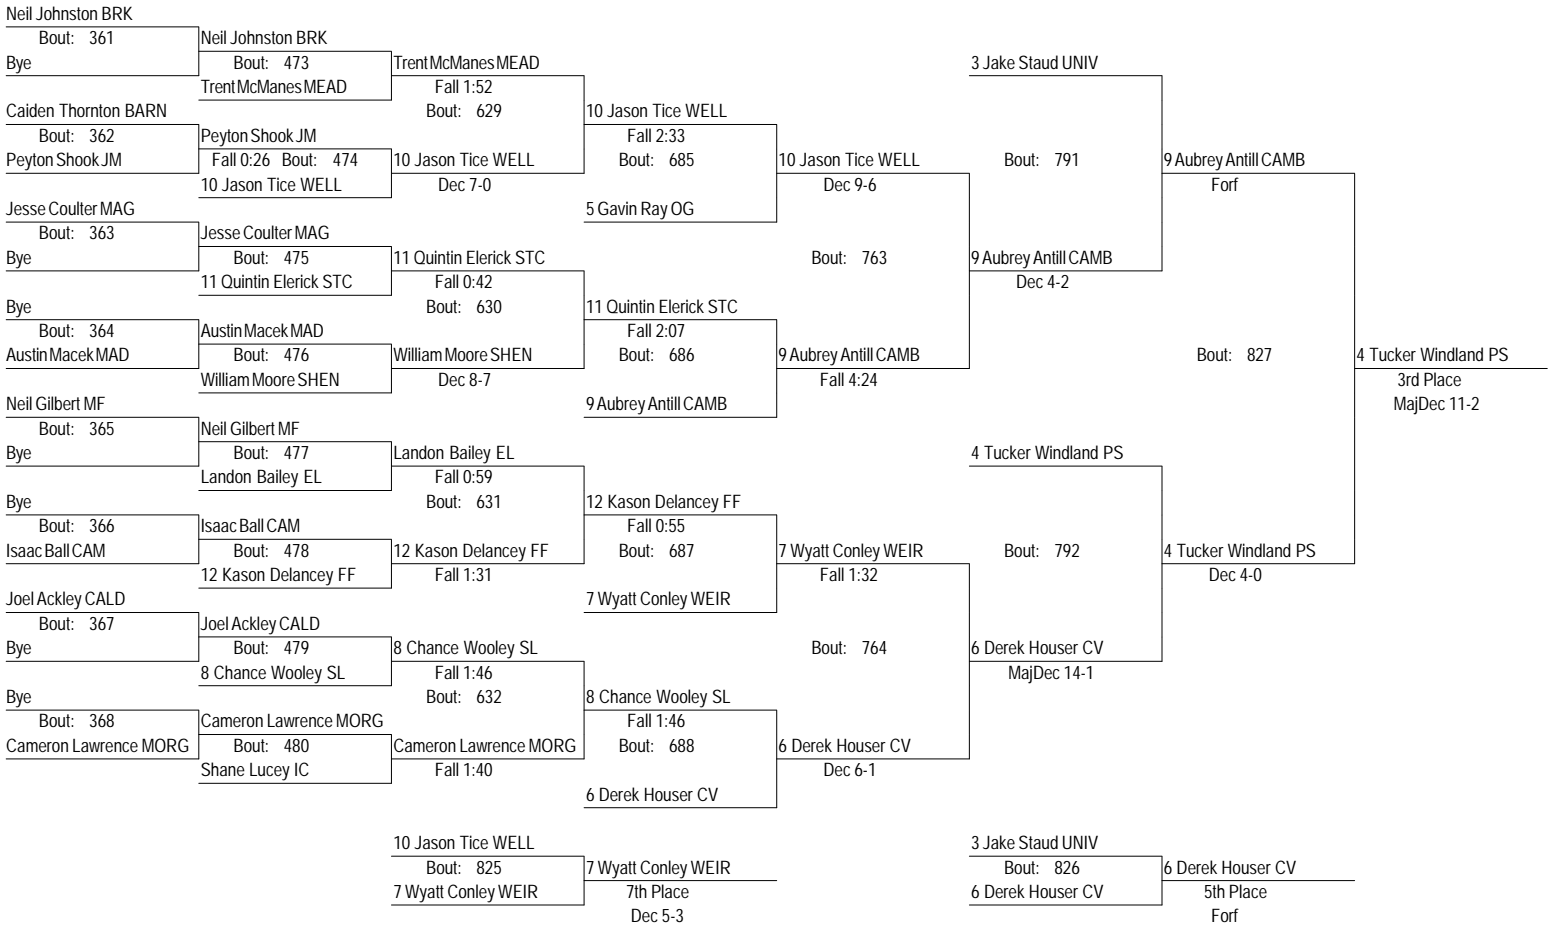 Neil Johnston BRK
Bout: 361
Bye
Caiden Thornton BARN
Bout: 362
Peyton Shook JM
Jesse Coulter MAG
Bout: 363
Bye
Bye
Bout: 364
Austin Macek MAD
Neil Gilbert MF
Bout: 365
Bye
Bye
Bout: 366
Isaac Ball CAM
Joel Ackley CALD
Bout: 367
Bye
Bye
Bout: 368
Cameron Lawrence MORG
Neil Johnston BRK
Bout: 473
Trent McManes MEAD
Peyton Shook JM
Fall 0:26 Bout: 474
10 Jason Tice WELL
Jesse Coulter MAG
Bout: 475
11 Quintin Elerick STC
Austin Macek MAD
Bout: 476
William Moore SHEN
Neil Gilbert MF
Bout: 477
Landon Bailey EL
Isaac Ball CAM
Bout: 478
12 Kason Delancey FF
Joel Ackley CALD
Bout: 479
8 Chance Wooley SL
Cameron Lawrence MORG
Bout: 480
Shane Lucey IC
Trent McManes MEAD
Fall 1:52
Bout: 629
10 Jason Tice WELL
Dec 7-0
11 Quintin Elerick STC
Fall 0:42
Bout: 630
William Moore SHEN
Dec 8-7
Landon Bailey EL
Fall 0:59
Bout: 631
12 Kason Delancey FF
Fall 1:31
8 Chance Wooley SL
Fall 1:46
Bout: 632
Cameron Lawrence MORG
Fall 1:40
10 Jason Tice WELL
Fall 2:33
Bout: 685
5 Gavin Ray OG
11 Quintin Elerick STC
Fall 2:07
Bout: 686
9 Aubrey Antill CAMB
12 Kason Delancey FF
Fall 0:55
Bout: 687
7 Wyatt Conley WEIR
8 Chance Wooley SL
Fall 1:46
Bout: 688
6 Derek Houser CV
10 Jason Tice WELL
Dec 9-6
Bout: 763
9 Aubrey Antill CAMB
Fall 4:24
7 Wyatt Conley WEIR
Fall 1:32
Bout: 764
6 Derek Houser CV
Dec 6-1
3 Jake Staud UNIV
Bout: 791
9 Aubrey Antill CAMB
Dec 4-2
4 Tucker Windland PS
Bout: 792
6 Derek Houser CV
MajDec 14-1
9 Aubrey Antill CAMB
Forf
Bout: 827
4 Tucker Windland PS
Dec 4-0
4 Tucker Windland PS
3rd Place
MajDec 11-2
10 Jason Tice WELL
Bout: 825
7 Wyatt Conley WEIR
7 Wyatt Conley WEIR
7th Place
Dec 5-3
3 Jake Staud UNIV
Bout: 826
6 Derek Houser CV
6 Derek Houser CV
5th Place
Forf